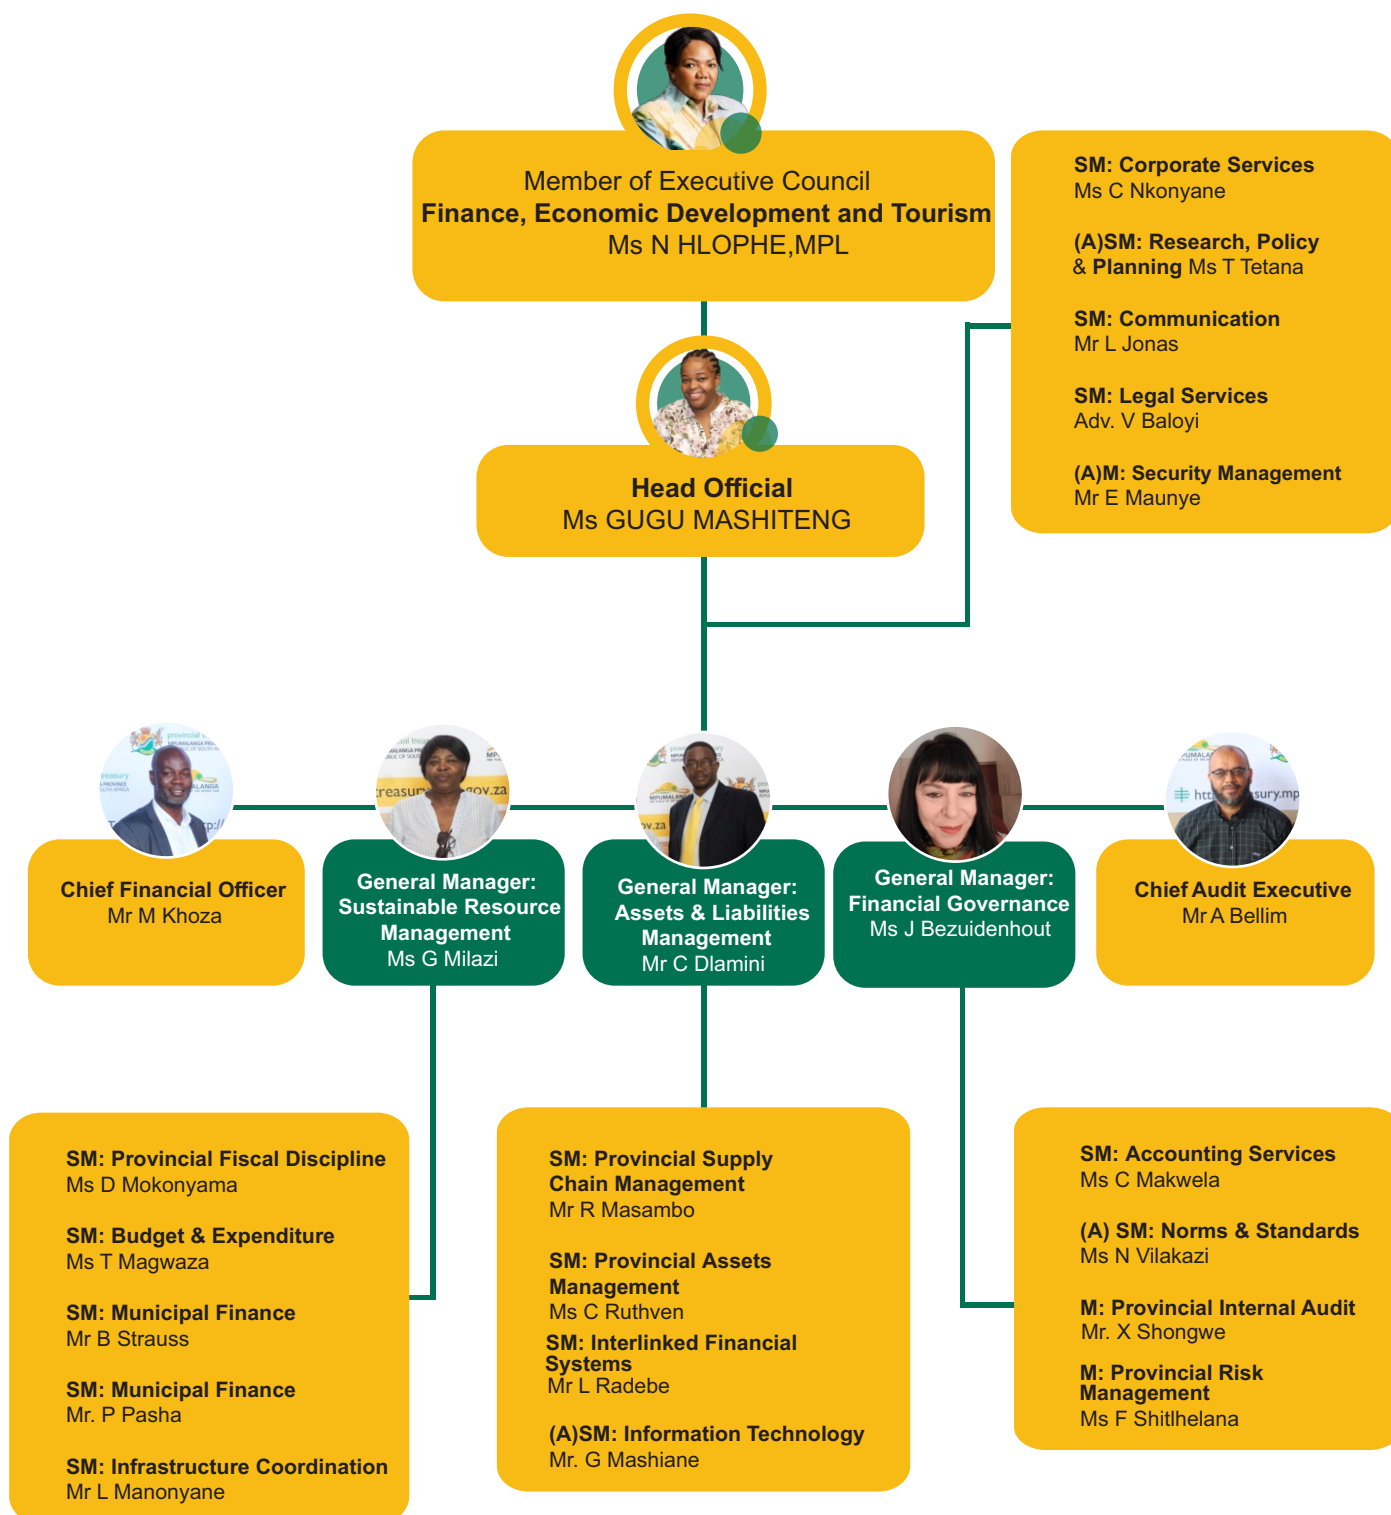 Member of Executive Council
Finance, Economic Development and Tourism
Ms N HLOPHE,MPL
SM: Corporate Services
Ms C Nkonyane
(A)SM: Research, Policy
& Planning Ms T Tetana
SM: Communication
Mr L Jonas
SM: Legal Services
Adv. V Baloyi
(A)M: Security Management
Mr E Maunye
Head Official
Ms GUGU MASHITENG
Chief Financial Officer
Mr M Khoza
General Manager:
Sustainable Resource
Management
Ms G Milazi
General Manager:
Assets & Liabilities
Management
Mr C Dlamini
General Manager:
Financial Governance
Ms J Bezuidenhout
Chief Audit Executive
Mr A Bellim
SM: Provincial Fiscal Discipline
Ms D Mokonyama
SM: Budget & Expenditure
Ms T Magwaza
SM: Municipal Finance
Mr B Strauss
SM: Municipal Finance
Mr. P Pasha
SM: Infrastructure Coordination
Mr L Manonyane
SM: Provincial Supply
Chain Management
Mr R Masambo
SM: Provincial Assets
Management
Ms C Ruthven
SM: Interlinked Financial
Systems
Mr L Radebe
(A)SM: Information Technology
Mr. G Mashiane
SM: Accounting Services
Ms C Makwela
(A) SM: Norms & Standards
Ms N Vilakazi
M: Provincial Internal Audit
Mr. X Shongwe
M: Provincial Risk
Management
Ms F Shitlhelana